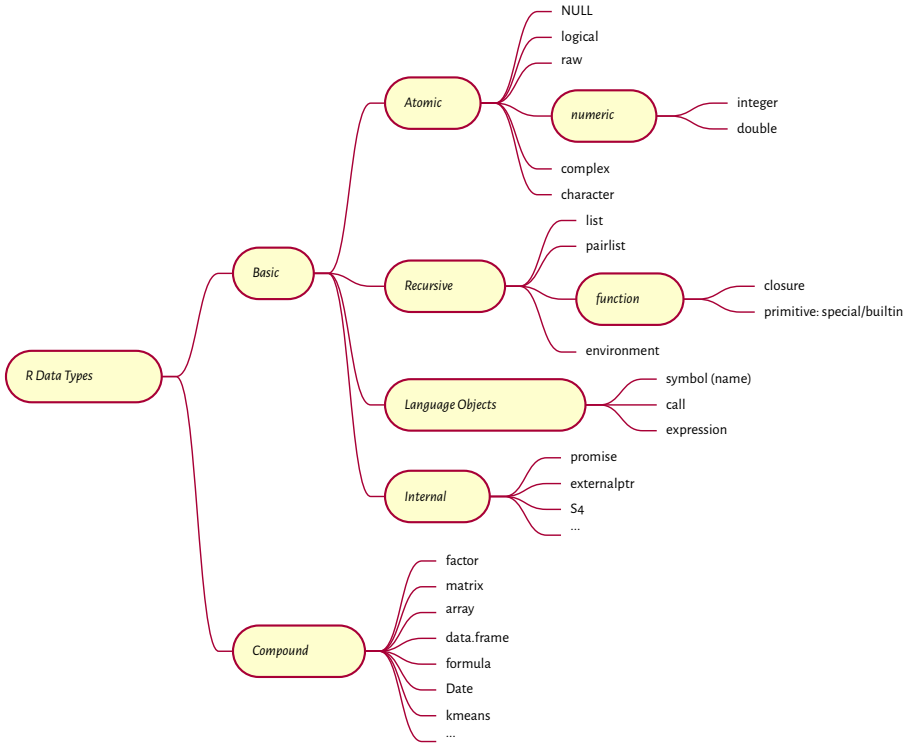 R Data Types
Basic
Atomic
NULL
logical
raw
numeric
integer
double
complex
character
Recursive
list
pairlist
function
closure
primitive: special/builtin
environment
Language Objects
symbol (name)
call
expression
Internal
promise
externalptr
S4
...
Compound
factor
matrix
array
data.frame
formula
Date
kmeans
...